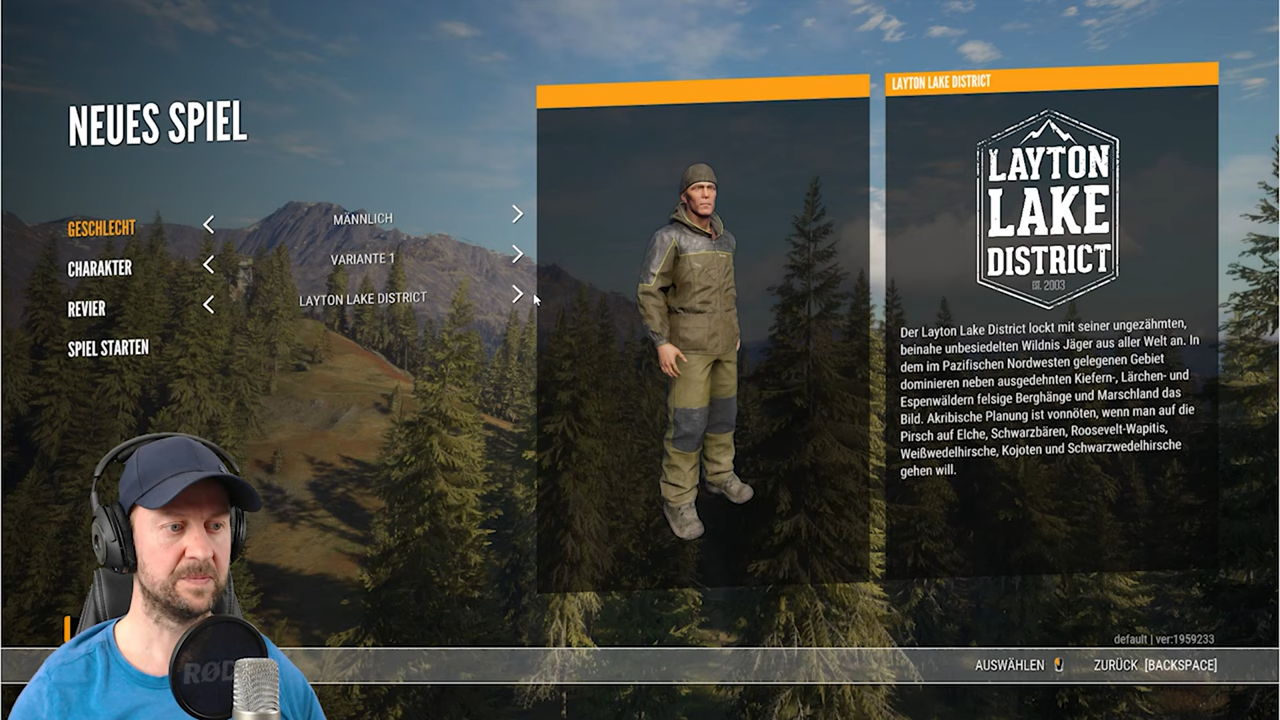 NEUES SPIEL
GESCHLECHT
MÄNNLICH
CHARAKTER
VARIANTE 1
REVIER
LAYTON LAKE DISTRICT
SPIEL STARTEN
LAYTON LAKE DISTRICT
LAYTON
LAKE
DISTRICT
EST. 2003
Der Layton Lake District lockt mit seiner ungezähmten,
beinahe unbesiedelten Wildnis Jäger aus aller Welt an. In
dem im Pazifischen Nordwesten gelegenen Gebiet
dominieren neben ausgedehnten Kiefern-, Lärchen- und
Espenwäldern felsige Berghänge und Marschland das
Bild. Akribische Planung ist vonnöten, wenn man auf die
Pirsch auf Elche, Schwarzbären, Roosevelt-Wapitis,
Weißwedelhirsche, Kojoten und Schwarzwedelhirsche
gehen will.
default | ver:1959233
AUSWÄHLEN
ZURÜCK [BACKSPACE]
RØD